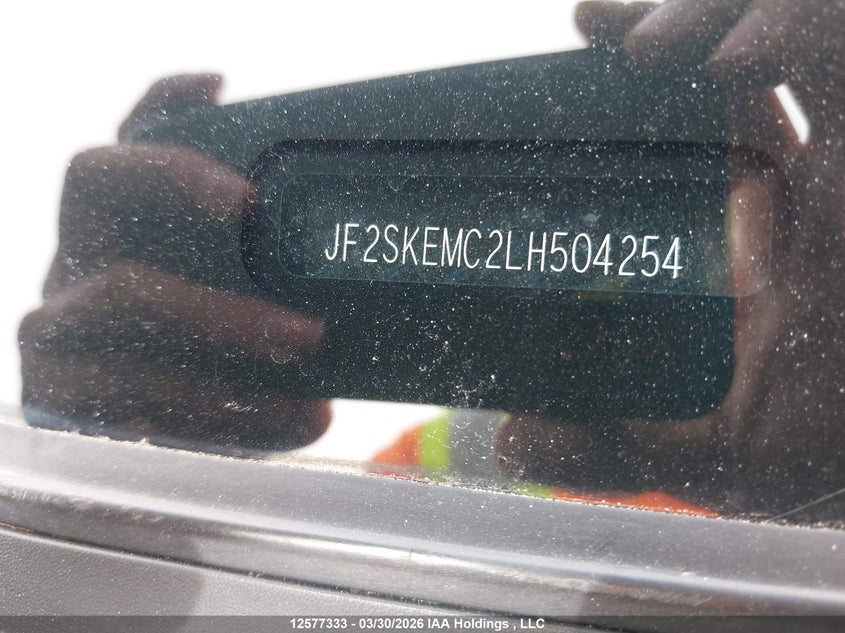 JF2SKEMC2LH504254
12577333 - 03/30/2026 IAA Holdings , LLC